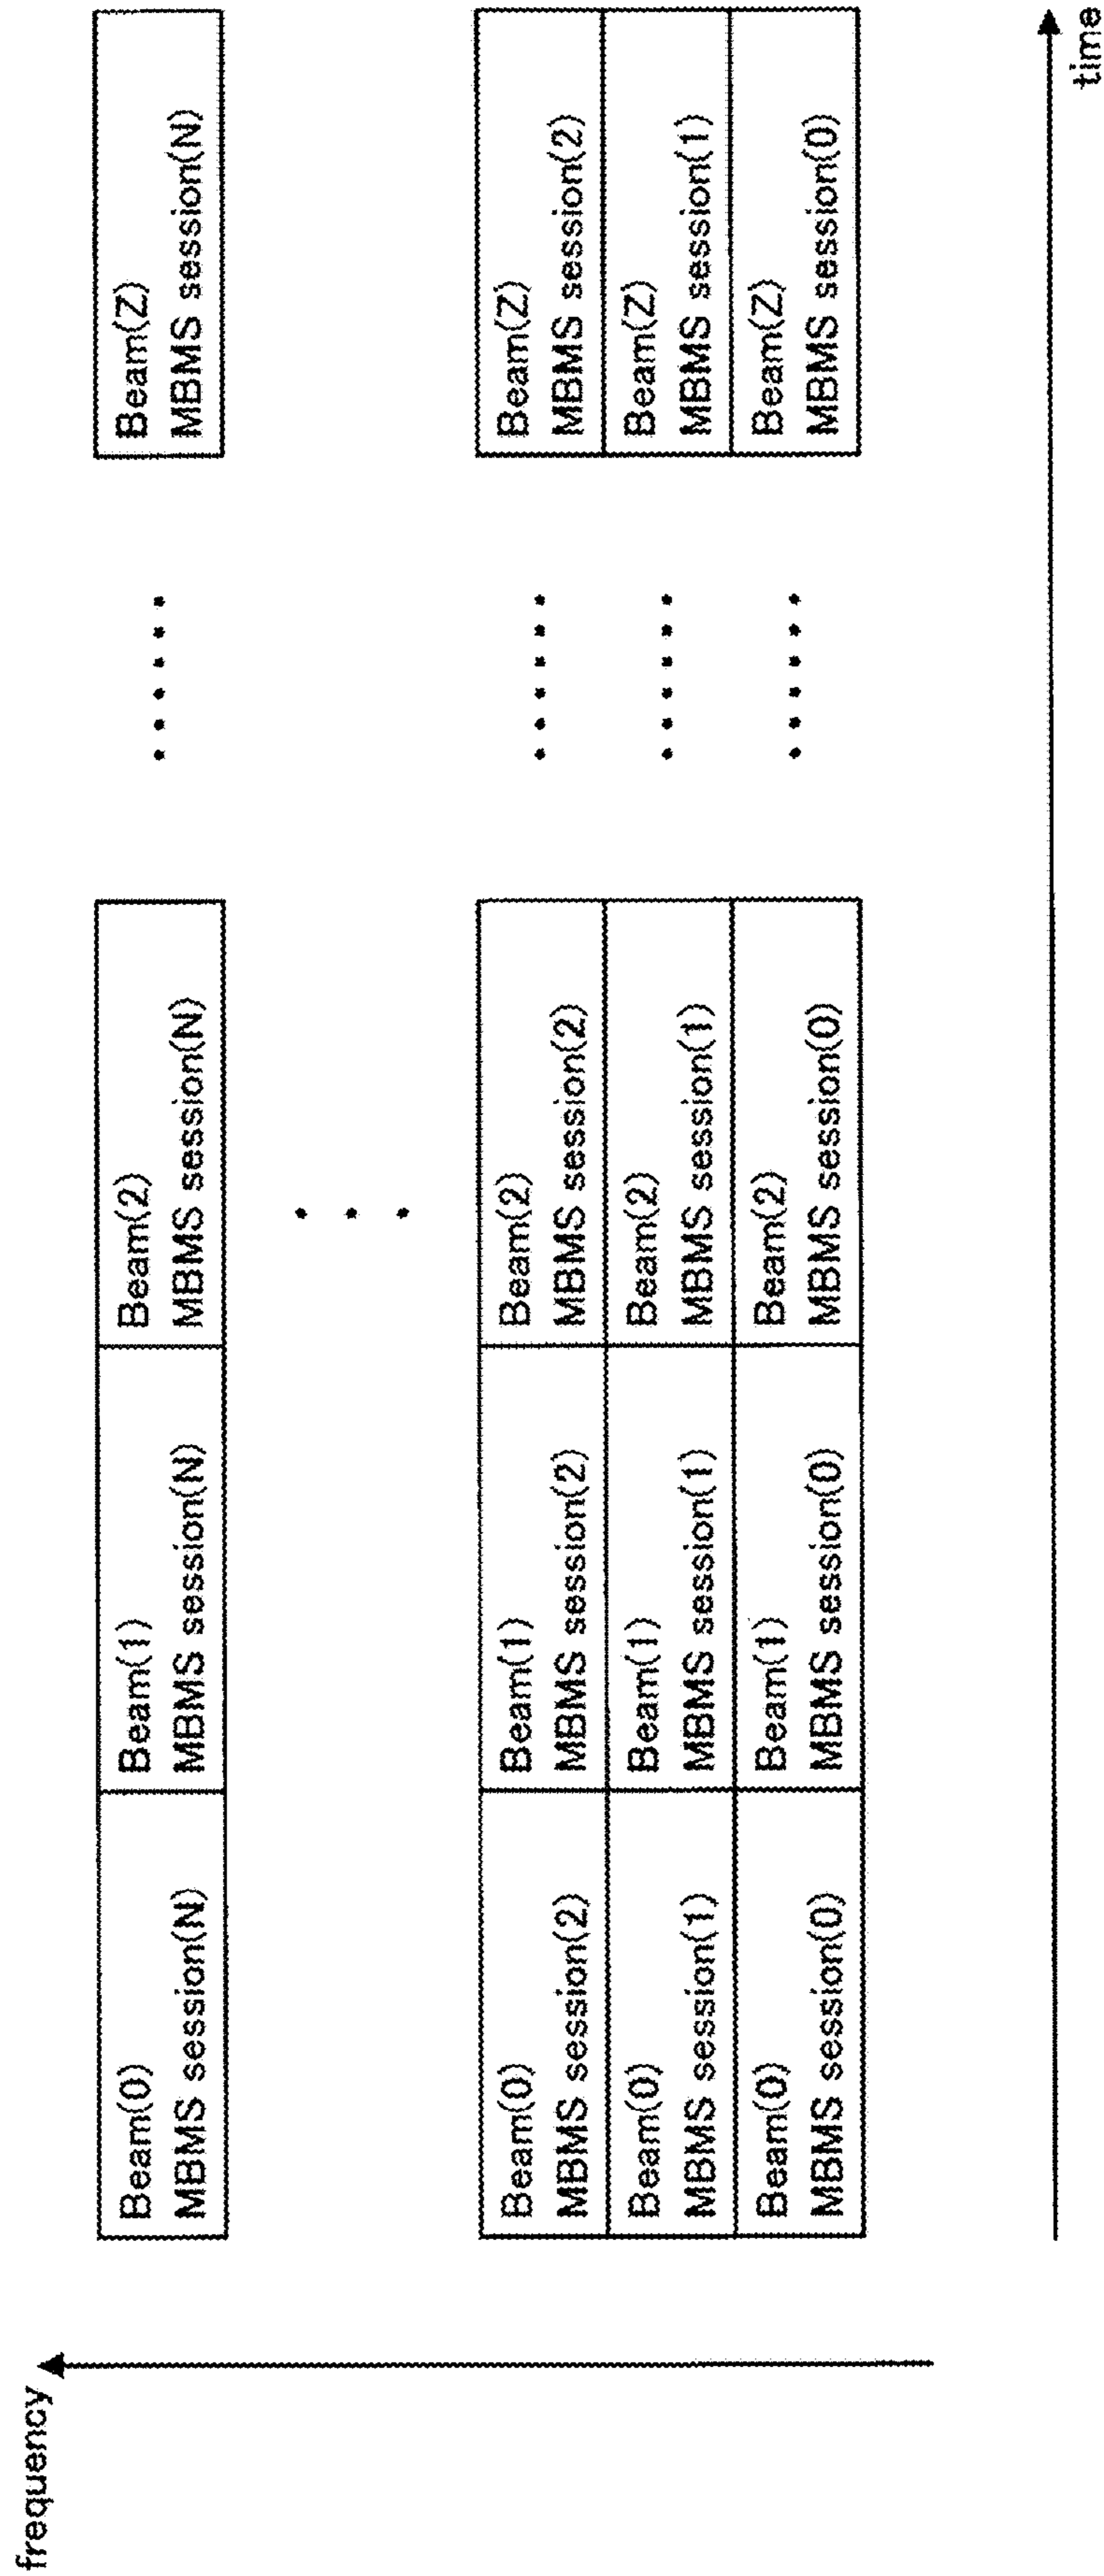 frequency
Beam(0)
MBMS session(N)
Beam(1)
MBMS session(N)
Beam(2)
MBMS session(N)
Beam(Z)
MBMS session(N)
Beam(0)
MBMS session(2)
Beam(1)
MBMS session(2)
Beam(2)
MBMS session(2)
Beam(Z)
MBMS session(2)
Beam(0)
MBMS session(1)
Beam(1)
MBMS session(1)
Beam(2)
MBMS session(1)
Beam(Z)
MBMS session(1)
Beam(0)
MBMS session(0)
Beam(1)
MBMS session(0)
Beam(2)
MBMS session(0)
Beam(Z)
MBMS session(0)
time